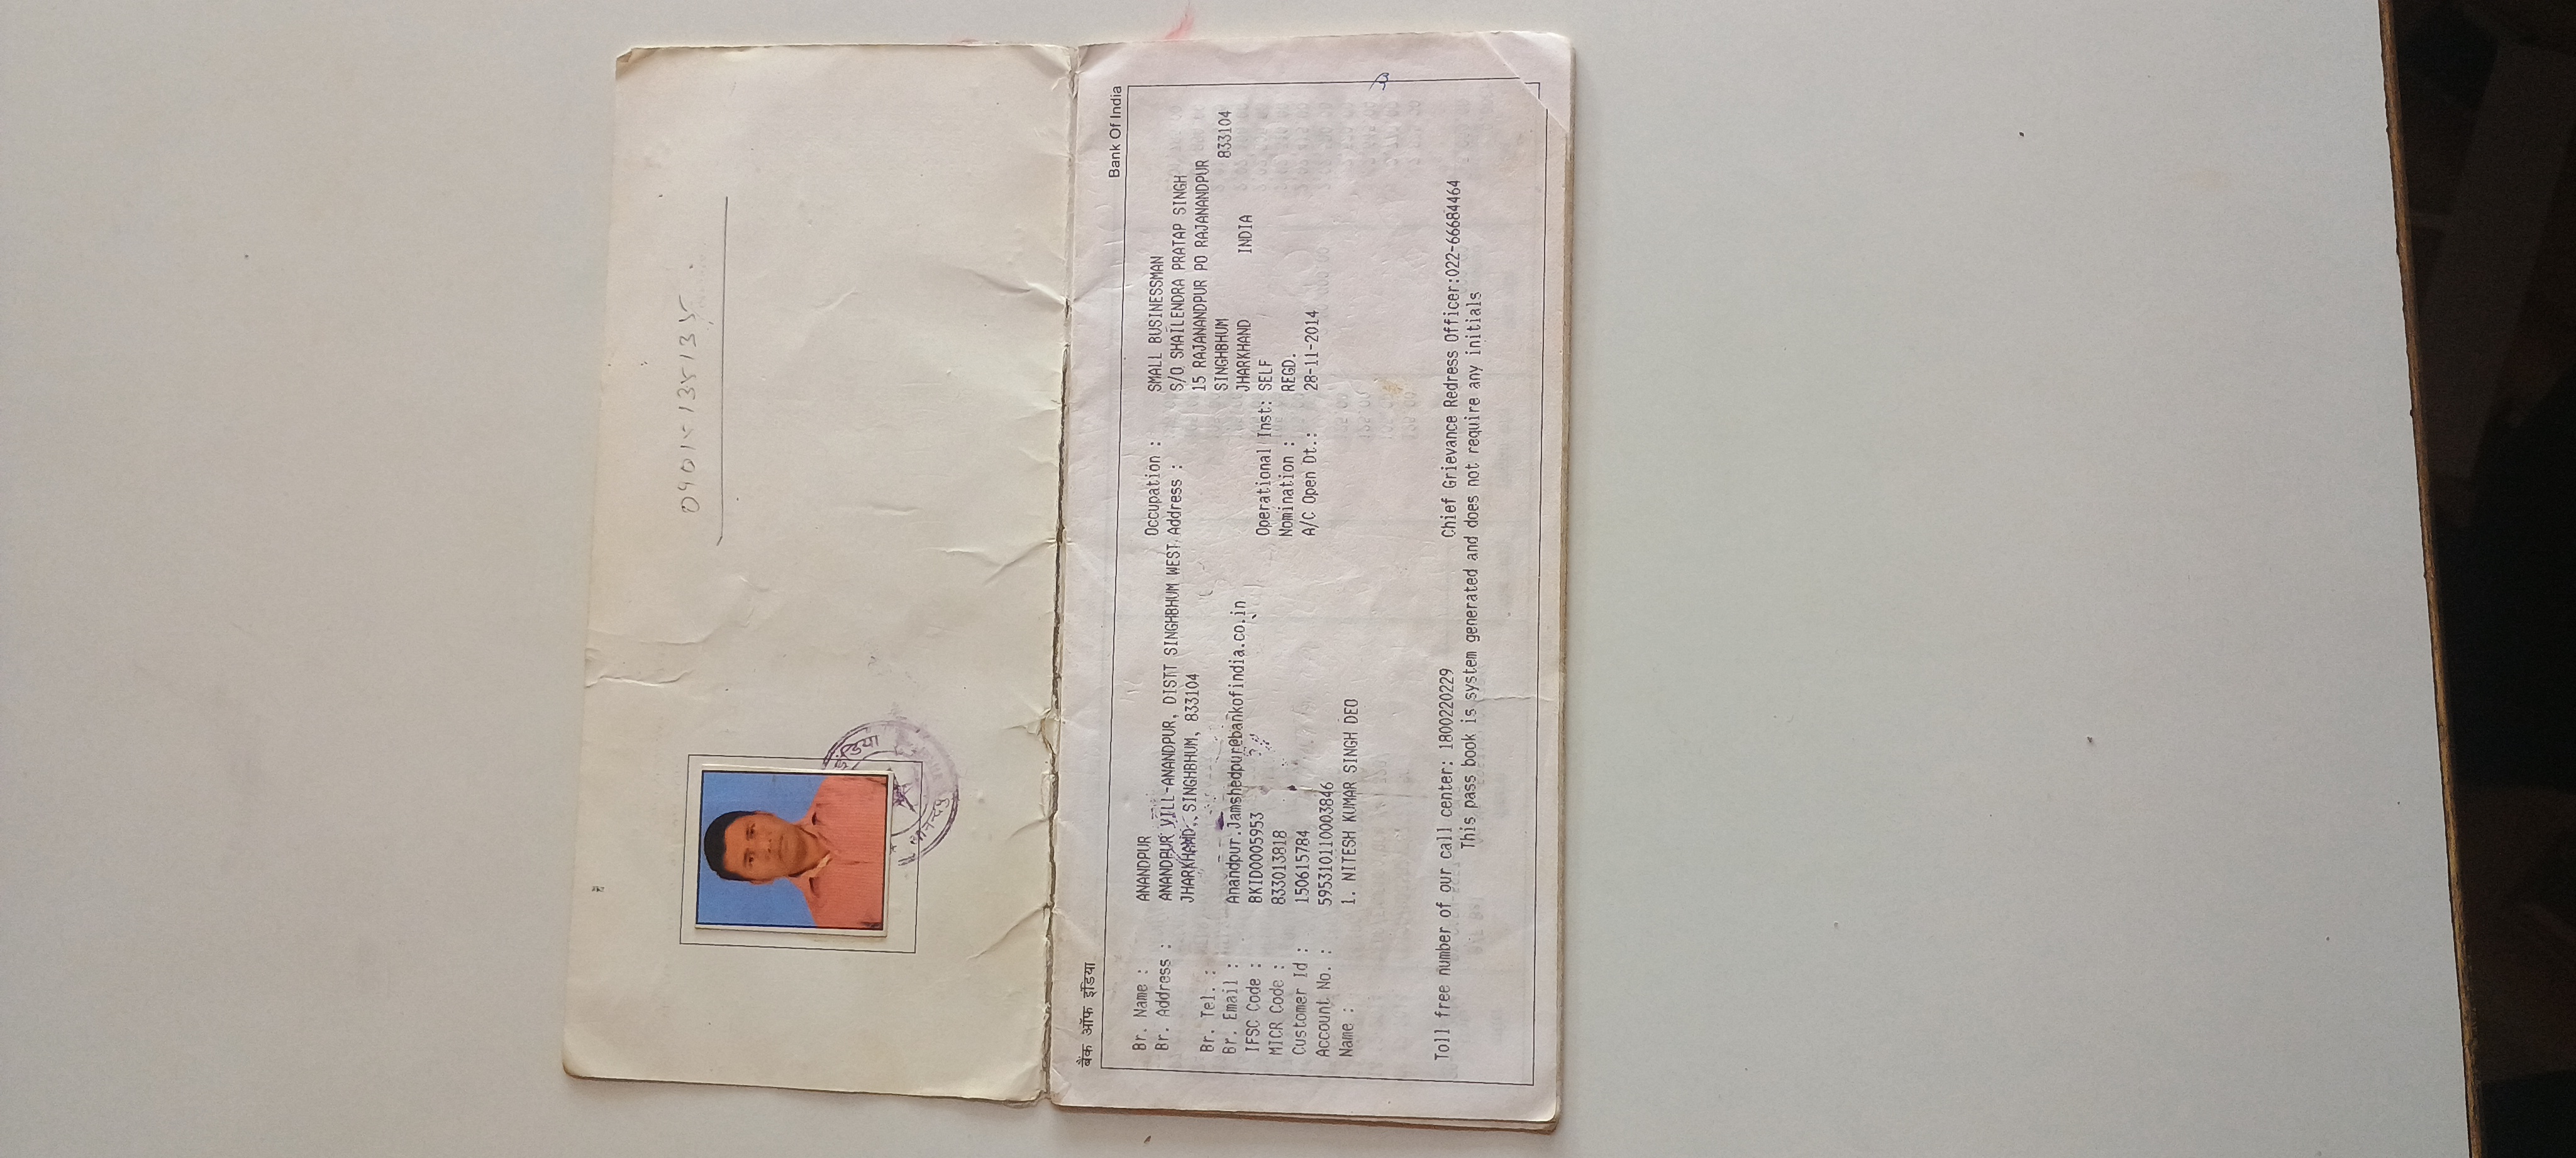 इंडिया
आनन्दपु
बैंक ऑफ इंडिया Bank Of India
Br. Name : ANANDPUR Occupation : SMALL BUSINESSMAN
Br. Address : ANANDPUR VILL-ANANDPUR, DISTT SINGHBHUM WEST Address : S/O SHAILENDRA PRATAP SINGH
JHARKHAND, SINGHBHUM, 833104 15 RAJANANDPUR PO RAJANANDPUR
Br. Tel. : SINGHBHUM 833104
Br. Email : Anandpur.Jamshedpur@bankofindia.co.in JHARKHAND INDIA
IFSC Code : BKID0005953 Operational Inst: SELF
MICR Code : 833013818 Nomination : REGD.
Customer Id : 150615784 A/C Open Dt.: 28-11-2014
Account No. : 595310110003846
Name : 1. NITESH KUMAR SINGH DEO
Toll free number of our call center: 1800220229 Chief Grievance Redress Officer:022-66684464
This pass book is system generated and does not require any initials